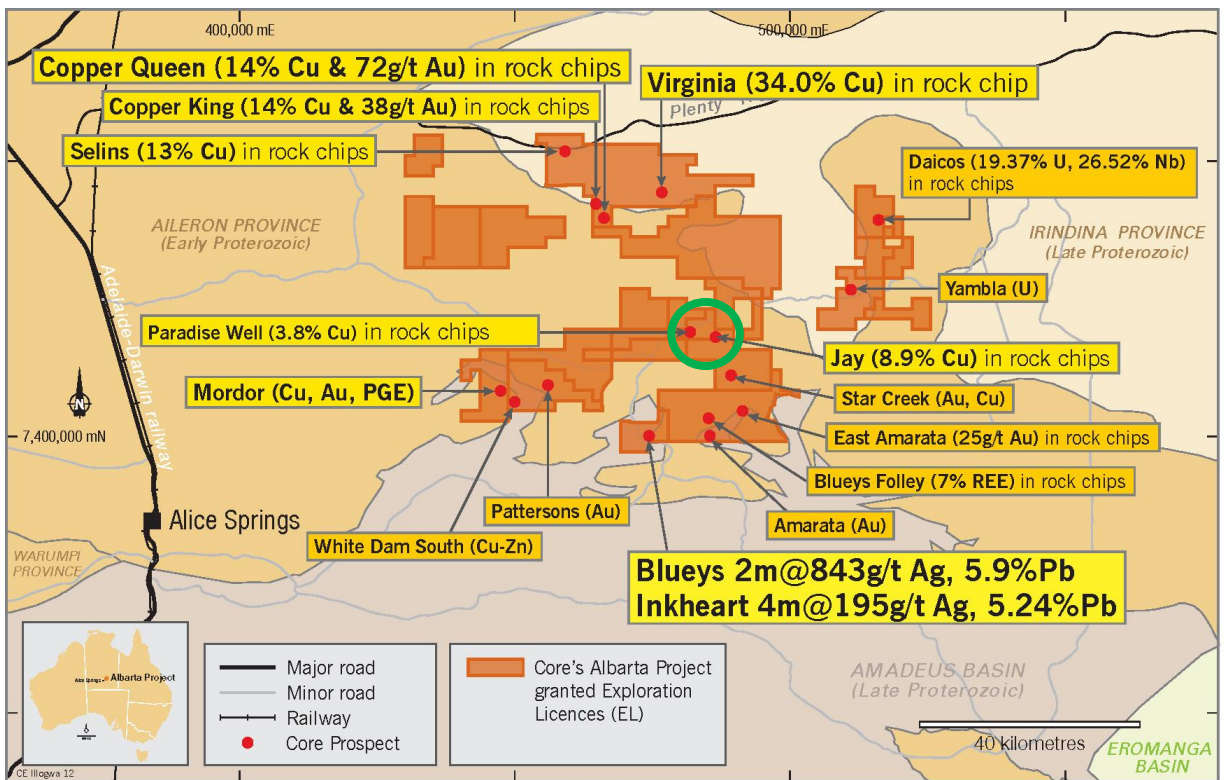 400,000 mE
500,000 mE
Copper Queen (14% Cu & 72g/t Au) in rock chips
Virginia (34.0% Cu) in rock chip
Copper King (14% Cu & 38g/t Au) in rock chips
Plenty
Selins (13% Cu) in rock chips
Daicos (19.37% U, 26.52% Nb)
in rock chips
AILERON PROVINCE
(Early Proterozoic)
IRINDINA PROVINCE
(Late Proterozoic)
Adelaide-Darwin railway
Yambla (U)
Paradise Well (3.8% Cu) in rock chips
Jay (8.9% Cu) in rock chips
Mordor (Cu, Au, PGE)
Star Creek (Au, Cu)
7,400,000 mN
East Amarata (25g/t Au) in rock chips
Blueys Folley (7% REE) in rock chips
Pattersons (Au)
Amarata (Au)
Alice Springs
White Dam South (Cu-Zn)
WARUMPI
PROVINCE
Blueys 2m@843g/t Ag, 5.9%Pb
Inkheart 4m@195g/t Ag, 5.24%Pb
Alice Springs
Albarta Project
Major road
Minor road
Railway
Core Prospect
Core's Albarta Project
granted Exploration
Licences (EL)
AMADEUS BASIN
(Late Proterozoic)
40 kilometres
EROMANGA
BASIN
CE Illogwa 12